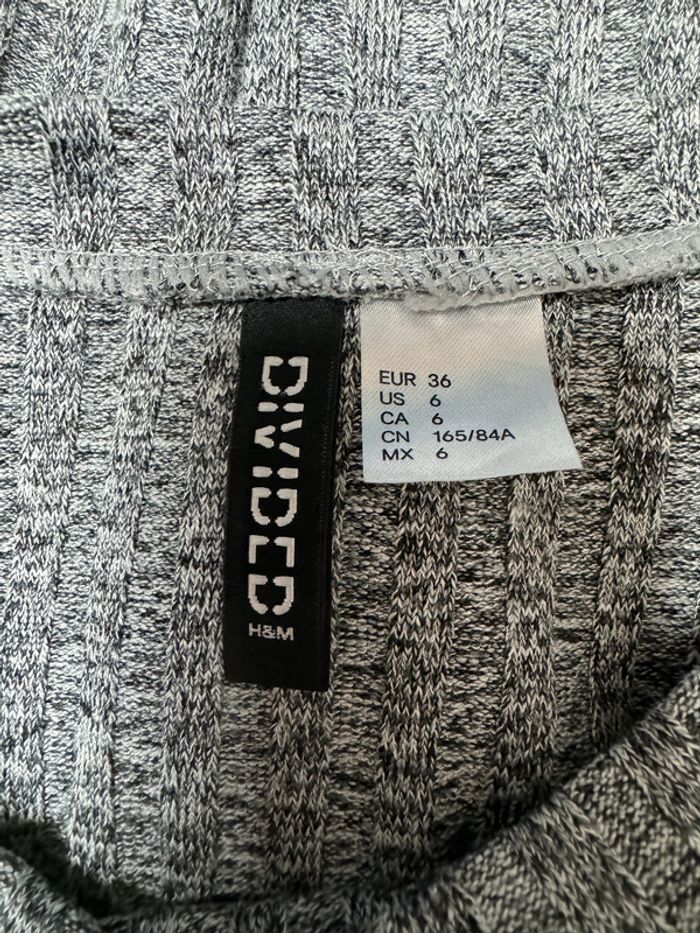 DIVIDED
H&M
EUR 36
US 6
CA 6
CN 165/84A
MX 6